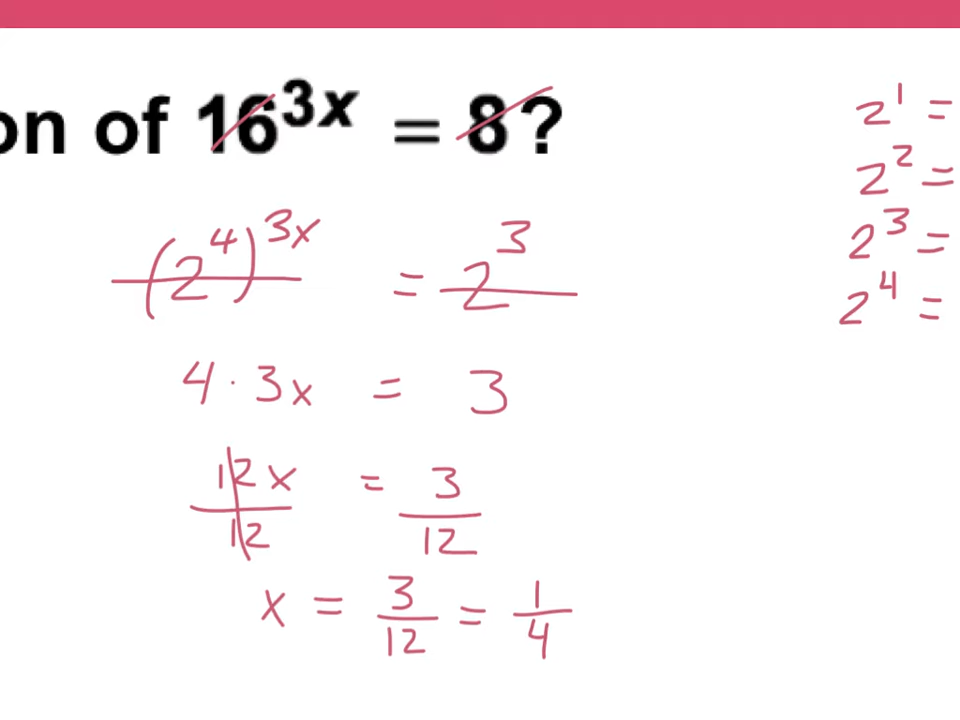 on of 16^{3x} = 8?
2^1 =
2^2 =
2^3 =
2^4 =
(2^4)^{3x} = 2^3
4 · 3x = 3
12x/12 = 3/12
x = 3/12 = 1/4